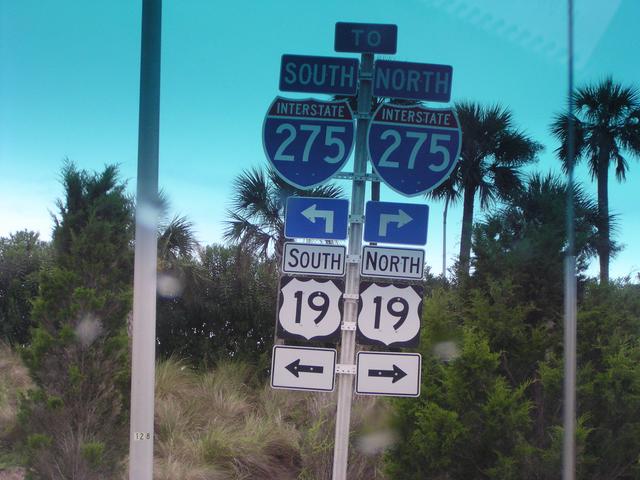 TO
SOUTH NORTH
INTERSTATE INTERSTATE
275 275
SOUTH NORTH
19 19
128